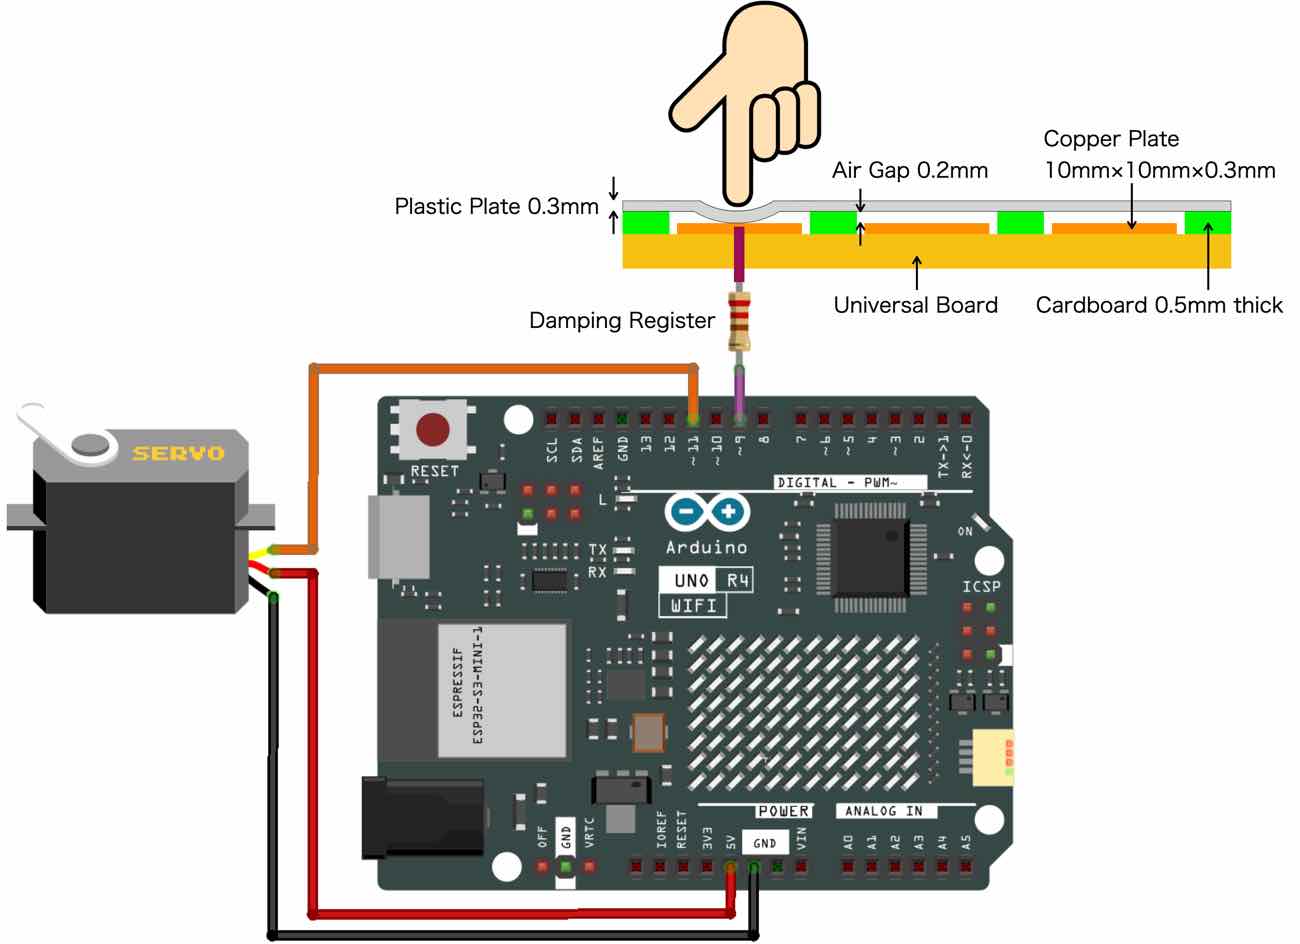 Copper Plate
10mm×10mm×0.3mm
Air Gap 0.2mm
Plastic Plate 0.3mm
Universal Board
Cardboard 0.5mm thick
Damping Register
SERVO
RESET
SCL
SDA
AREF
GND
13
12
~11
~10
~9
8
7
~6
~5
4
~3
2
TX->1
RX<-0
DIGITAL - PWM~
L
TX
RX
Arduino
UNO R4
WIFI
ON
ICSP
ESPRESSIF
ESP32-S3-MINI-1
POWER
ANALOG IN
OFF
GND
VRTC
IOREF
RESET
3V3
5V
GND
VIN
A0
A1
A2
A3
A4
A5